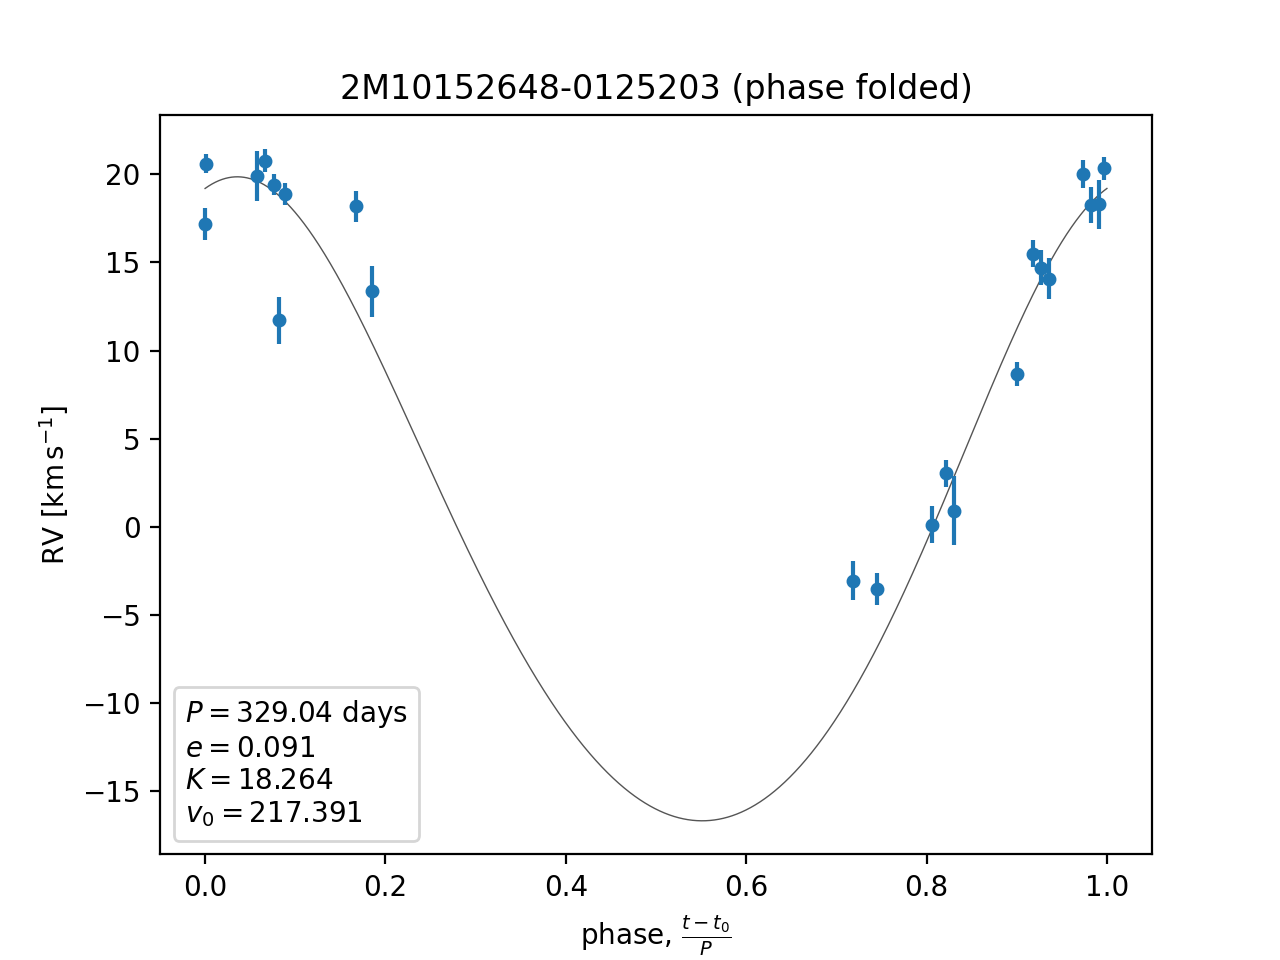 2M10152648-0125203 (phase folded)
RV [km s⁻¹]
20
15
10
5
0
−5
−10
−15
P = 329.04 days
e = 0.091
K = 18.264
v₀ = 217.391
0.0 0.2 0.4 0.6 0.8 1.0
phase, (t − t₀)/P